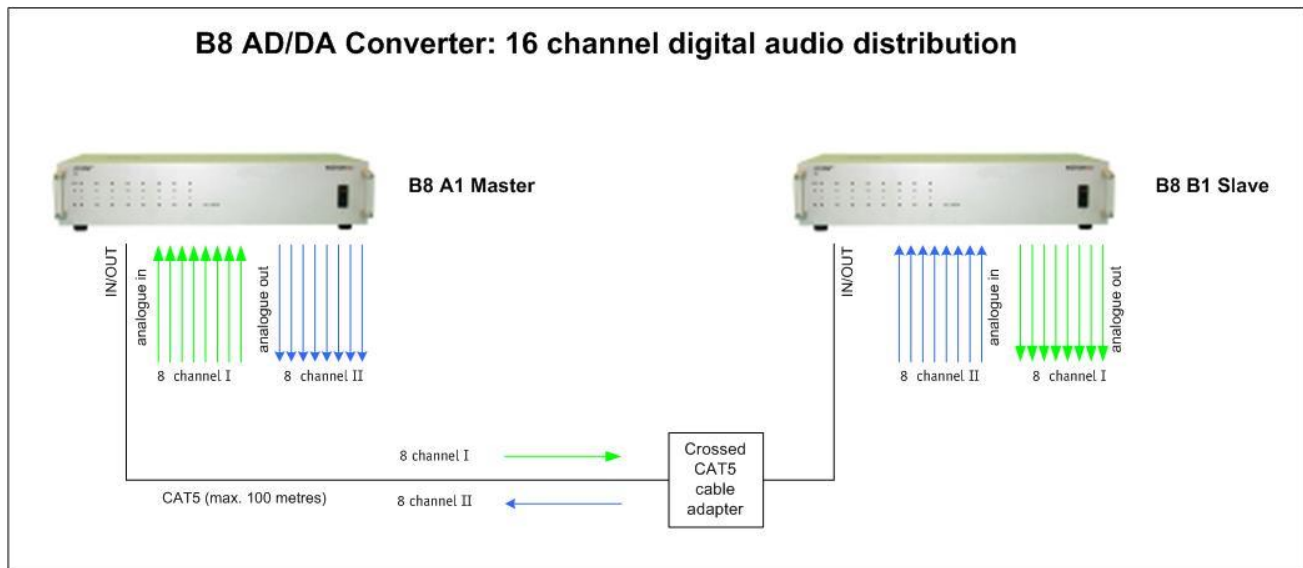 B8 AD/DA Converter: 16 channel digital audio distribution
B8 A1 Master
B8 B1 Slave
IN/OUT
analogue in
analogue out
8 channel I
8 channel II
IN/OUT
analogue in
analogue out
8 channel II
8 channel I
8 channel I
CAT5 (max. 100 metres)
8 channel II
Crossed
CAT5
cable
adapter